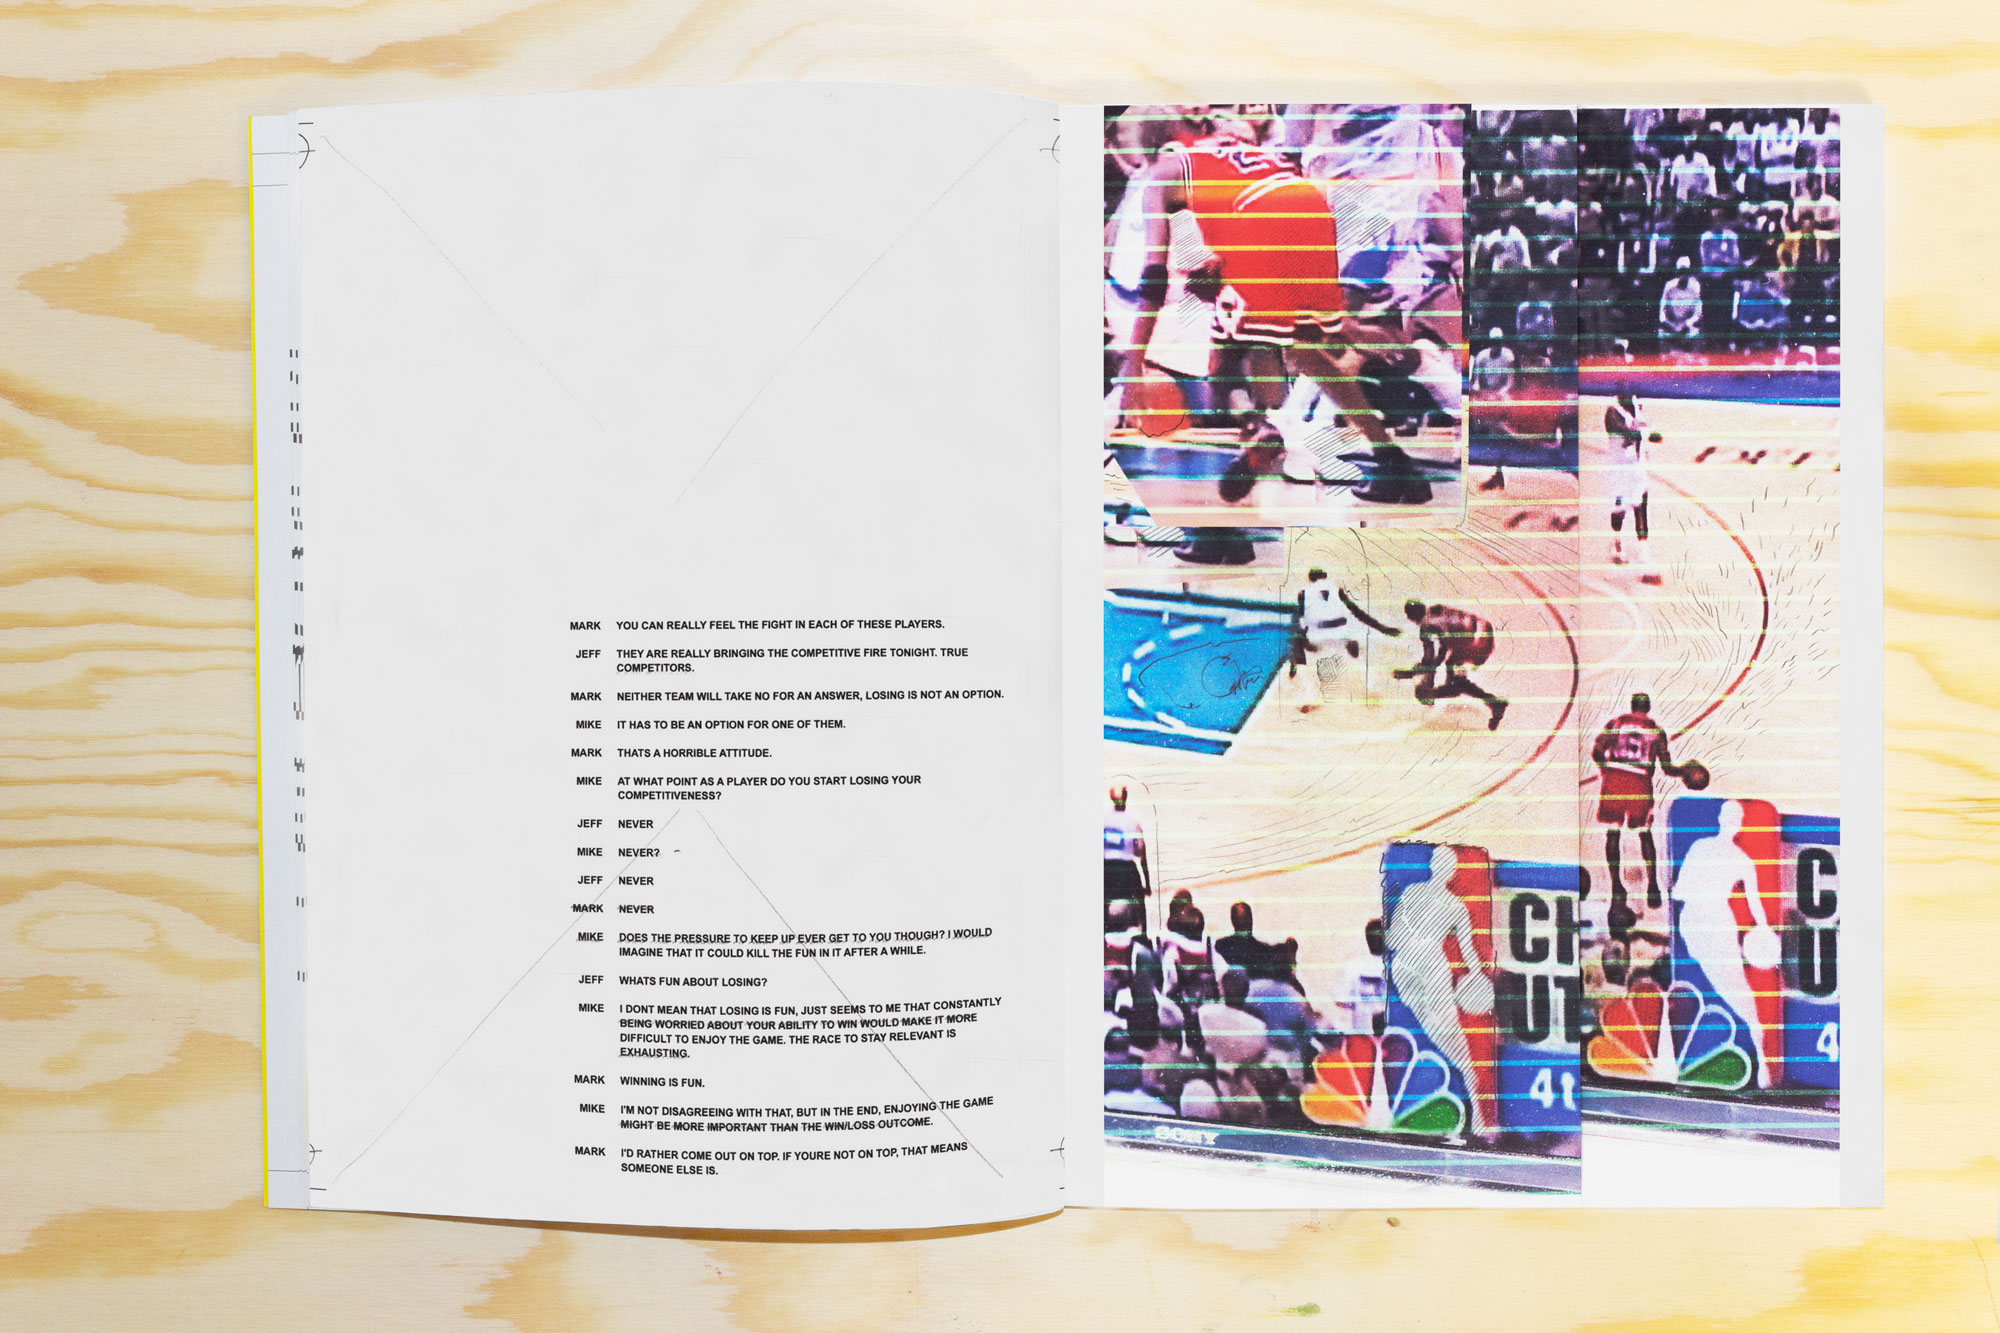 MARK YOU CAN REALLY FEEL THE FIGHT IN EACH OF THESE PLAYERS.
JEFF THEY ARE REALLY BRINGING THE COMPETITIVE FIRE TONIGHT. TRUE
COMPETITORS.
MARK NEITHER TEAM WILL TAKE NO FOR AN ANSWER, LOSING IS NOT AN OPTION.
MIKE IT HAS TO BE AN OPTION FOR ONE OF THEM.
MARK THATS A HORRIBLE ATTITUDE.
MIKE AT WHAT POINT AS A PLAYER DO YOU START LOSING YOUR
COMPETITIVENESS?
JEFF NEVER
MIKE NEVER?
JEFF NEVER
MARK NEVER
MIKE DOES THE PRESSURE TO KEEP UP EVER GET TO YOU THOUGH? I WOULD
IMAGINE THAT IT COULD KILL THE FUN IN IT AFTER A WHILE.
JEFF WHATS FUN ABOUT LOSING?
MIKE I DONT MEAN THAT LOSING IS FUN, JUST SEEMS TO ME THAT CONSTANTLY
BEING WORRIED ABOUT YOUR ABILITY TO WIN WOULD MAKE IT MORE
DIFFICULT TO ENJOY THE GAME. THE RACE TO STAY RELEVANT IS
EXHAUSTING.
MARK WINNING IS FUN.
MIKE I'M NOT DISAGREEING WITH THAT, BUT IN THE END, ENJOYING THE GAME
MIGHT BE MORE IMPORTANT THAN THE WIN/LOSS OUTCOME.
MARK I'D RATHER COME OUT ON TOP. IF YOURE NOT ON TOP, THAT MEANS
SOMEONE ELSE IS.
SONY